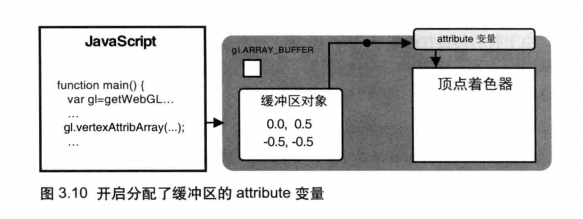 JavaScript
function main() {
var gl=getWebGL…
…
gl.vertexAttribArray(...);
…
gl.ARRAY_BUFFER
缓冲区对象
0.0, 0.5
-0.5, -0.5
attribute 变量
顶点着色器
图 3.10 开启分配了缓冲区的 attribute 变量